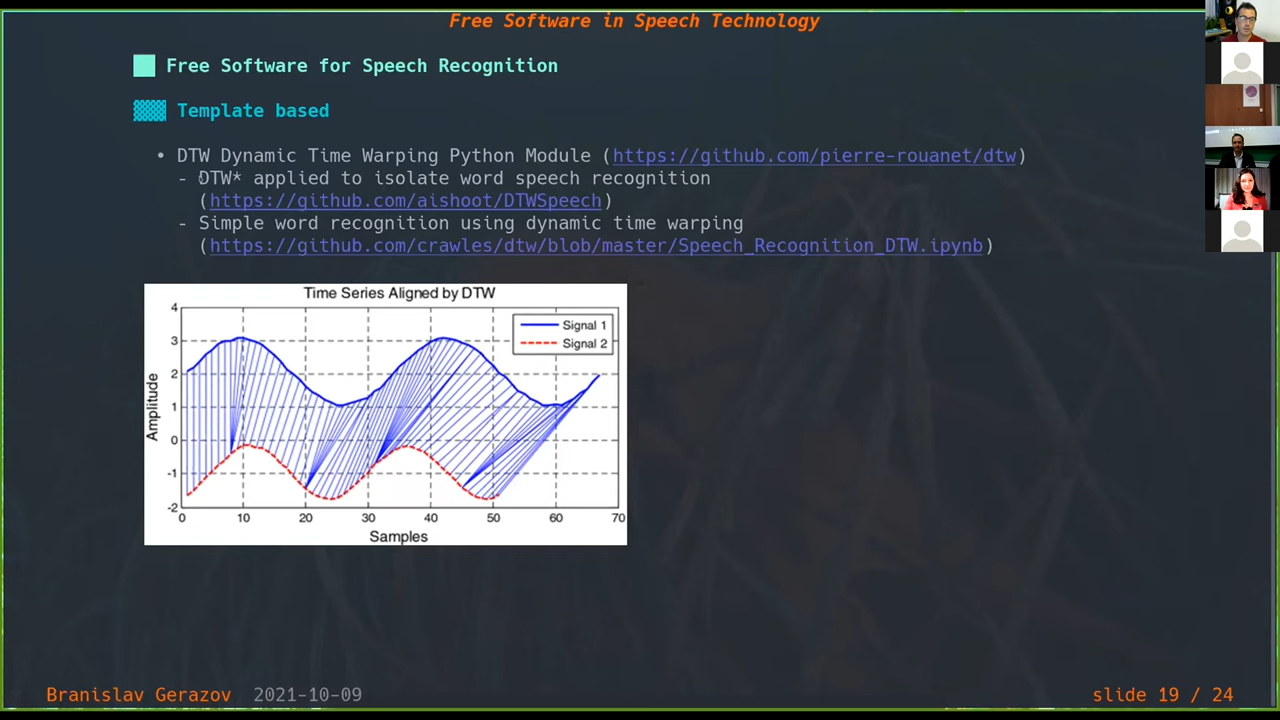 Free Software in Speech Technology
Free Software for Speech Recognition
Template based
• DTW Dynamic Time Warping Python Module (https://github.com/pierre-rouanet/dtw)
- DTW* applied to isolate word speech recognition
(https://github.com/aishoot/DTWSpeech)
- Simple word recognition using dynamic time warping
(https://github.com/crawles/dtw/blob/master/Speech_Recognition_DTW.ipynb)
Time Series Aligned by DTW
Signal 1
Signal 2
Amplitude
4
3
2
1
0
-1
-2
0 10 20 30 40 50 60 70
Samples
Branislav Gerazov 2021-10-09
slide 19 / 24